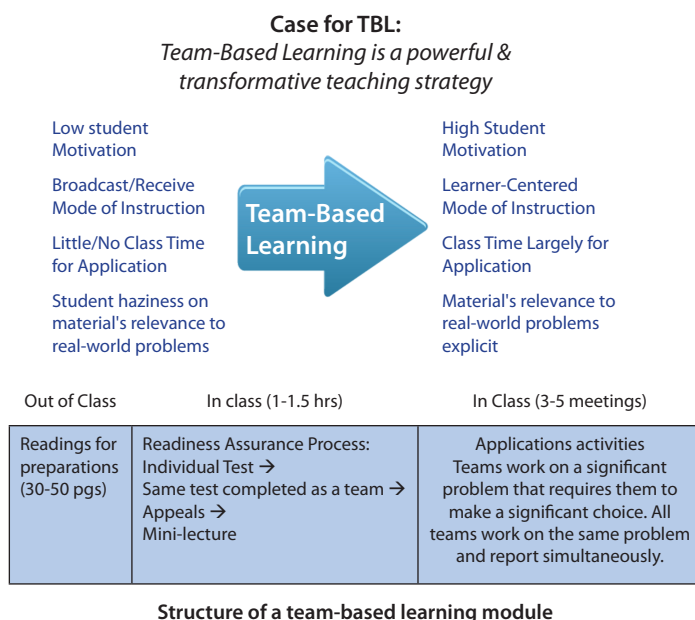 Case for TBL:
Team-Based Learning is a powerful &
transformative teaching strategy
Low student
Motivation
Broadcast/Receive
Mode of Instruction
Little/No Class Time
for Application
Student haziness on
material's relevance to
real-world problems
Team-Based
Learning
High Student
Motivation
Learner-Centered
Mode of Instruction
Class Time Largely for
Application
Material's relevance to
real-world problems
explicit
Out of Class
In class (1-1.5 hrs)
In Class (3-5 meetings)
Readings for
preparations
(30-50 pgs)
Readiness Assurance Process:
Individual Test →
Same test completed as a team →
Appeals →
Mini-lecture
Applications activities
Teams work on a significant
problem that requires them to
make a significant choice. All
teams work on the same problem
and report simultaneously.
Structure of a team-based learning module